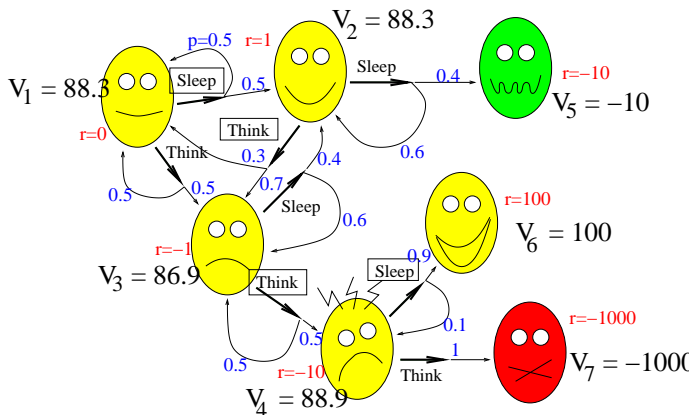 V2 = 88.3
p=0.5
r=1
Sleep
Sleep
0.5
0.4
r=−10
V1 = 88.3
V5 = −10
r=0
Think
Think
0.3
0.4
0.6
0.5
0.5
0.7
Sleep
r=100
0.6
V6 = 100
r=−1
0.9
V3 = 86.9
Think
Sleep
0.1
r=−1000
0.5
0.5
1
r=−10
Think
V7 = −1000
V4 = 88.9